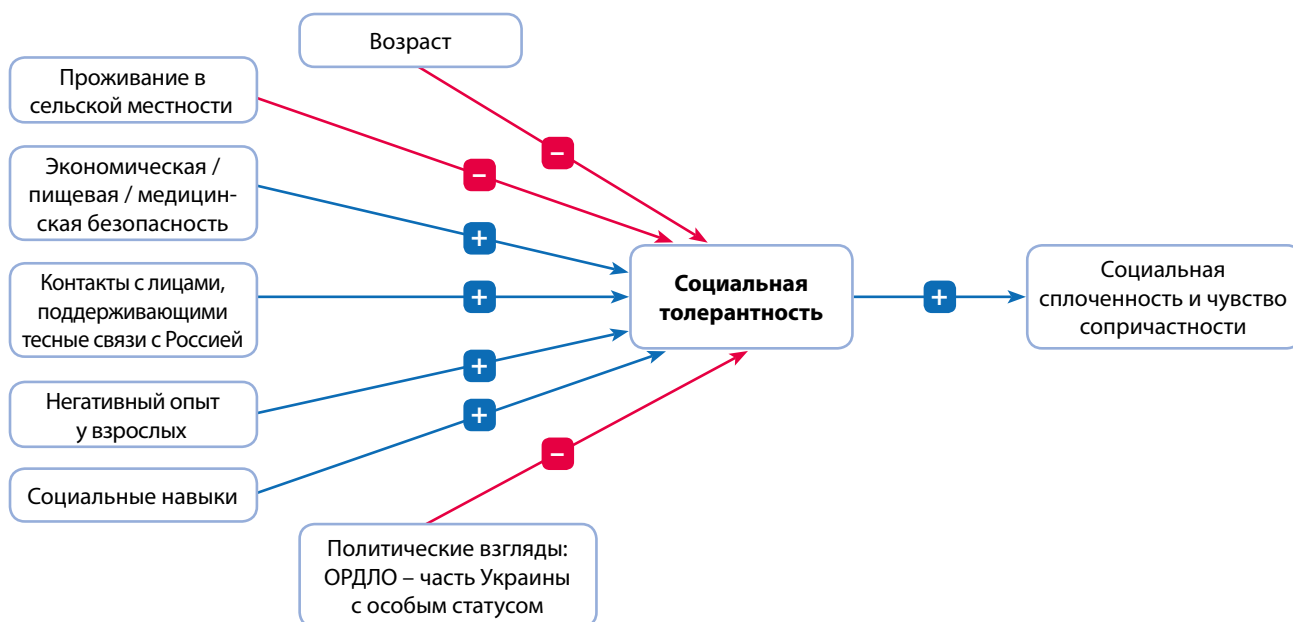 Возраст
Проживание в
сельской местности
–
–
Экономическая /
пищевая / медицин-
ская безопасность
+
Контакты с лицами,
поддерживающими
тесные связи с Россией
+
Социальная
толерантность
+
Социальная
сплоченность и чувство
сопричастности
Негативный опыт
у взрослых
+
Социальные навыки
+
–
Политические взгляды:
ОРДЛО – часть Украины
с особым статусом